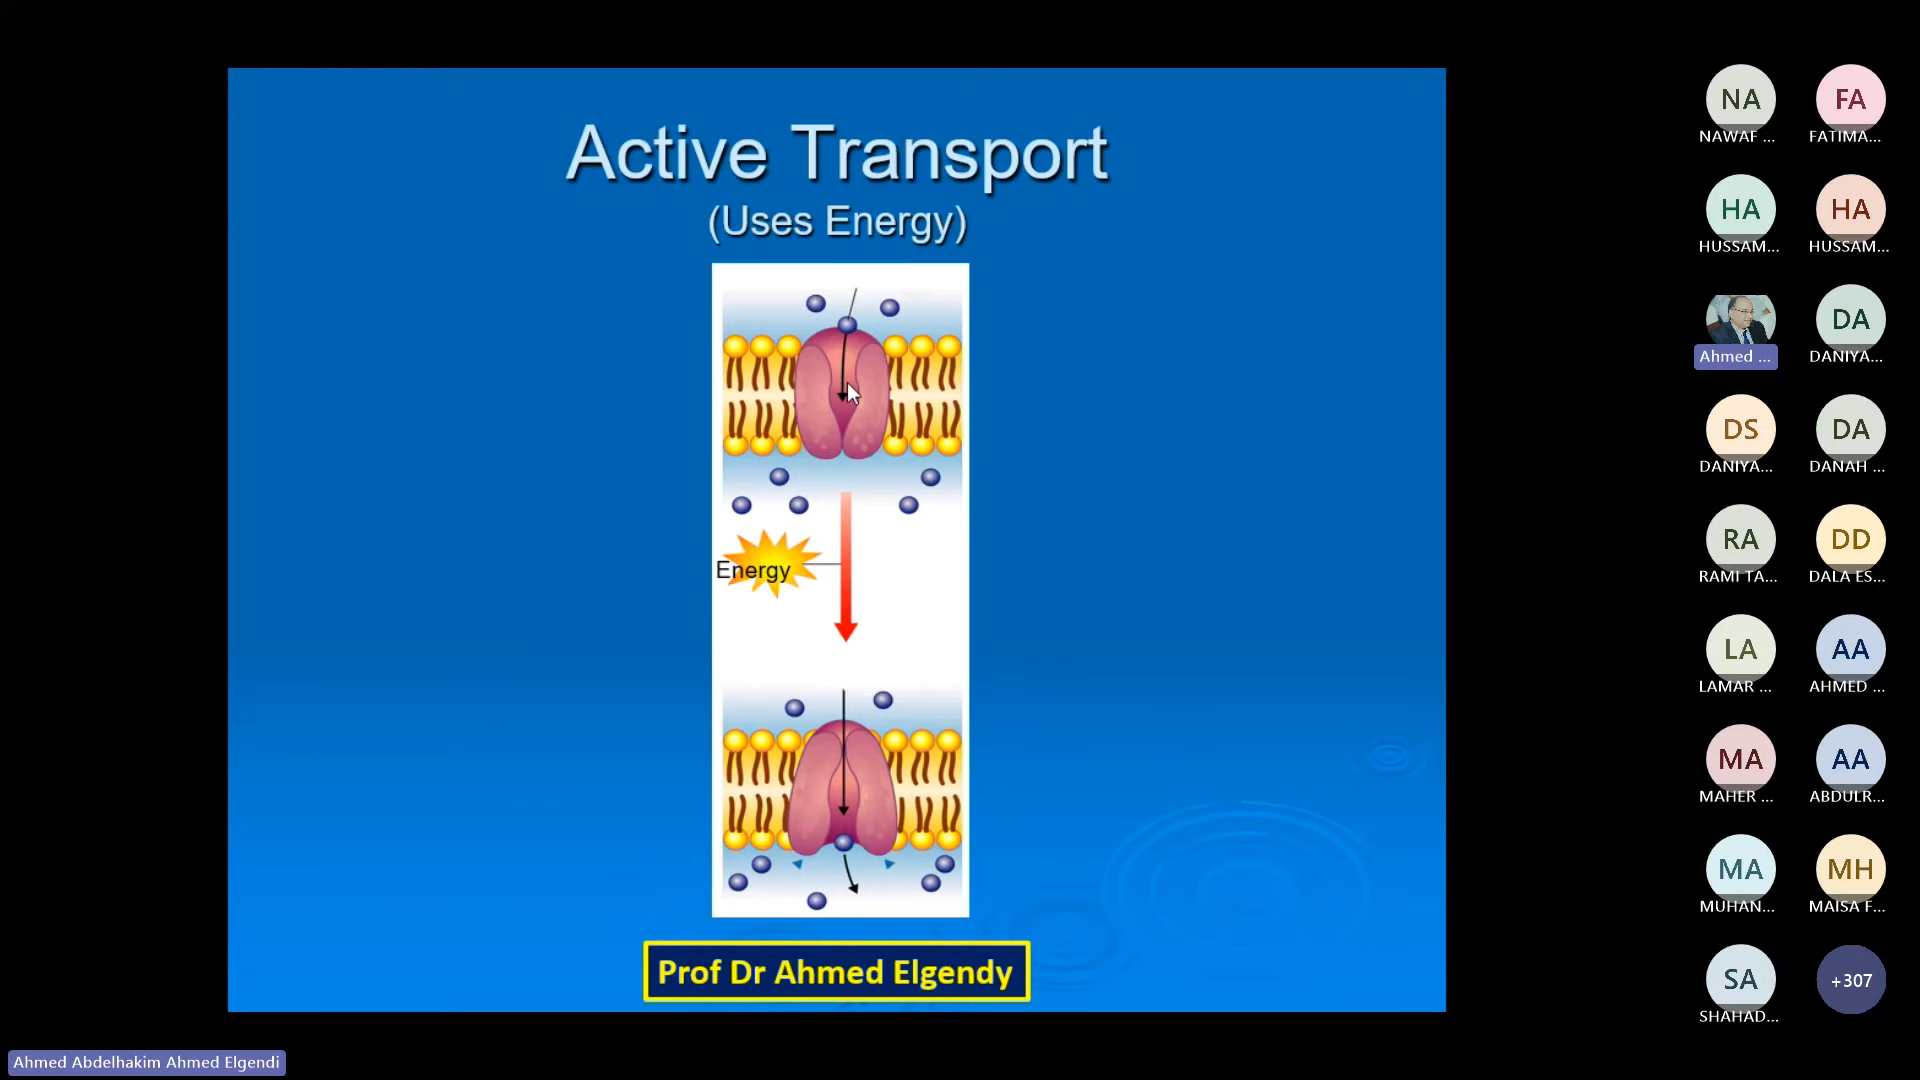 Active Transport
(Uses Energy)
Energy
Prof Dr Ahmed Elgendy
NA
NAWAF ...
FA
FATIMA...
HA
HUSSAM...
HA
HUSSAM...
Ahmed ...
DA
DANIYA...
DS
DANIYA...
DA
DANAH ...
RA
RAMI TA...
DD
DALA ES...
LA
LAMAR ...
AA
AHMED ...
MA
MAHER ...
AA
ABDULR...
MA
MUHAN...
MH
MAISA F...
SA
SHAHAD...
+307
Ahmed Abdelhakim Ahmed Elgendi